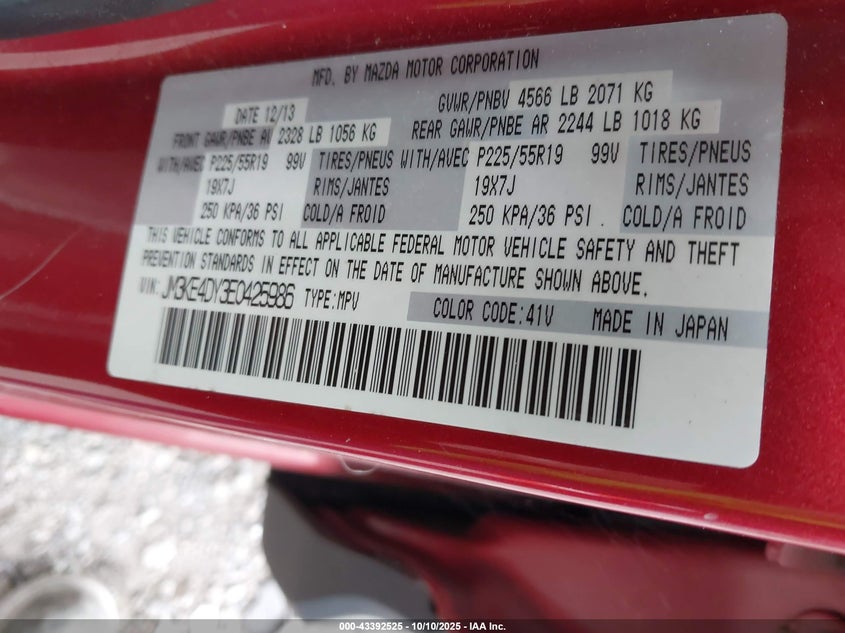 MFD. BY MAZDA MOTOR CORPORATION
DATE 12/13 GVWR/PNBV 4566 LB 2071 KG
FRONT GAWR/PNBE AV 2328 LB 1056 KG REAR GAWR/PNBE AR 2244 LB 1018 KG
WITH/AVEC P225/55R19 99V TIRES/PNEUS WITH/AVEC P225/55R19 99V TIRES/PNEUS
19X7J RIMS/JANTES 19X7J RIMS/JANTES
250 KPA/36 PSI COLD/A FROID 250 KPA/36 PSI . COLD/A FROID
THIS VEHICLE CONFORMS TO ALL APPLICABLE FEDERAL MOTOR VEHICLE SAFETY AND THEFT
PREVENTION STANDARDS IN EFFECT ON THE DATE OF MANUFACTURE SHOWN ABOVE.
VIN: JM3KE4DY3E0425986 TYPE:MPV COLOR CODE:41V MADE IN JAPAN
000-43392525 - 10/10/2025 - IAA Inc.